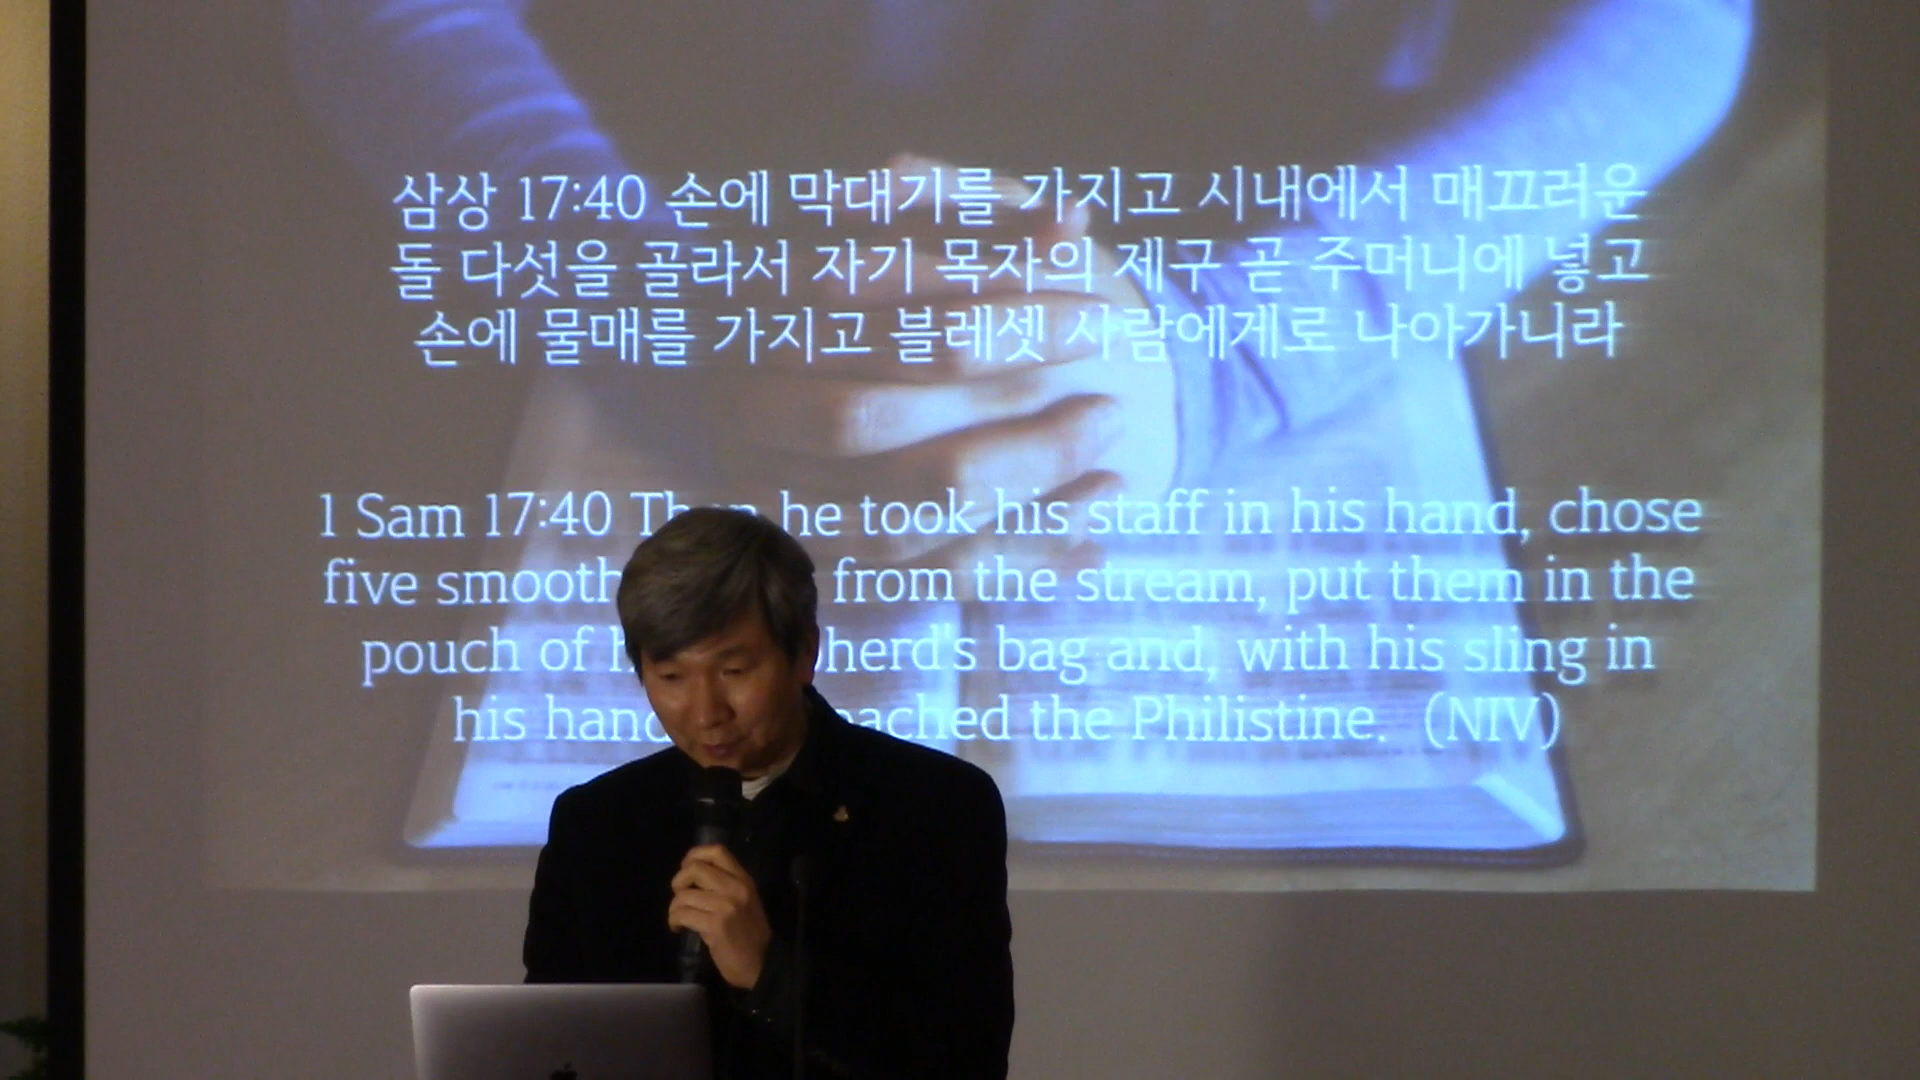 삼상 17:40 손에 막대기를 가지고 시내에서 매끄러운
돌 다섯을 골라서 자기 목자의 제구 곧 주머니에 넣고
손에 물매를 가지고 블레셋 사람에게로 나아가니라
1 Sam 17:40 Then he took his staff in his hand, chose
five smooth from the stream, put them in the
pouch of herd's bag and, with his sling in
his hand ached the Philistine. (NIV)